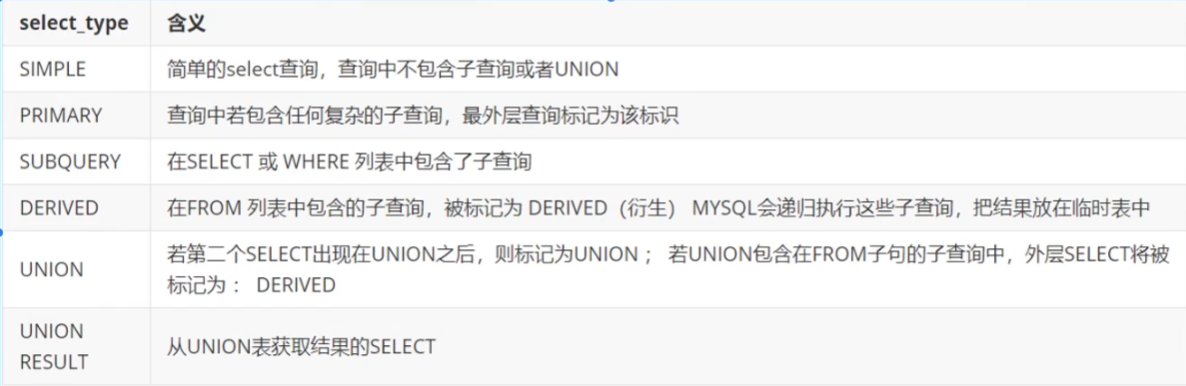 select_type 含义
SIMPLE 简单的select查询，查询中不包含子查询或者UNION
PRIMARY 查询中若包含任何复杂的子查询，最外层查询标记为该标识
SUBQUERY 在SELECT 或 WHERE 列表中包含了子查询
DERIVED 在FROM 列表中包含的子查询，被标记为 DERIVED（衍生） MYSQL会递归执行这些子查询，把结果放在临时表中
UNION 若第二个SELECT出现在UNION之后，则标记为UNION ； 若UNION包含在FROM子句的子查询中，外层SELECT将被
标记为 ： DERIVED
UNION
RESULT 从UNION表获取结果的SELECT